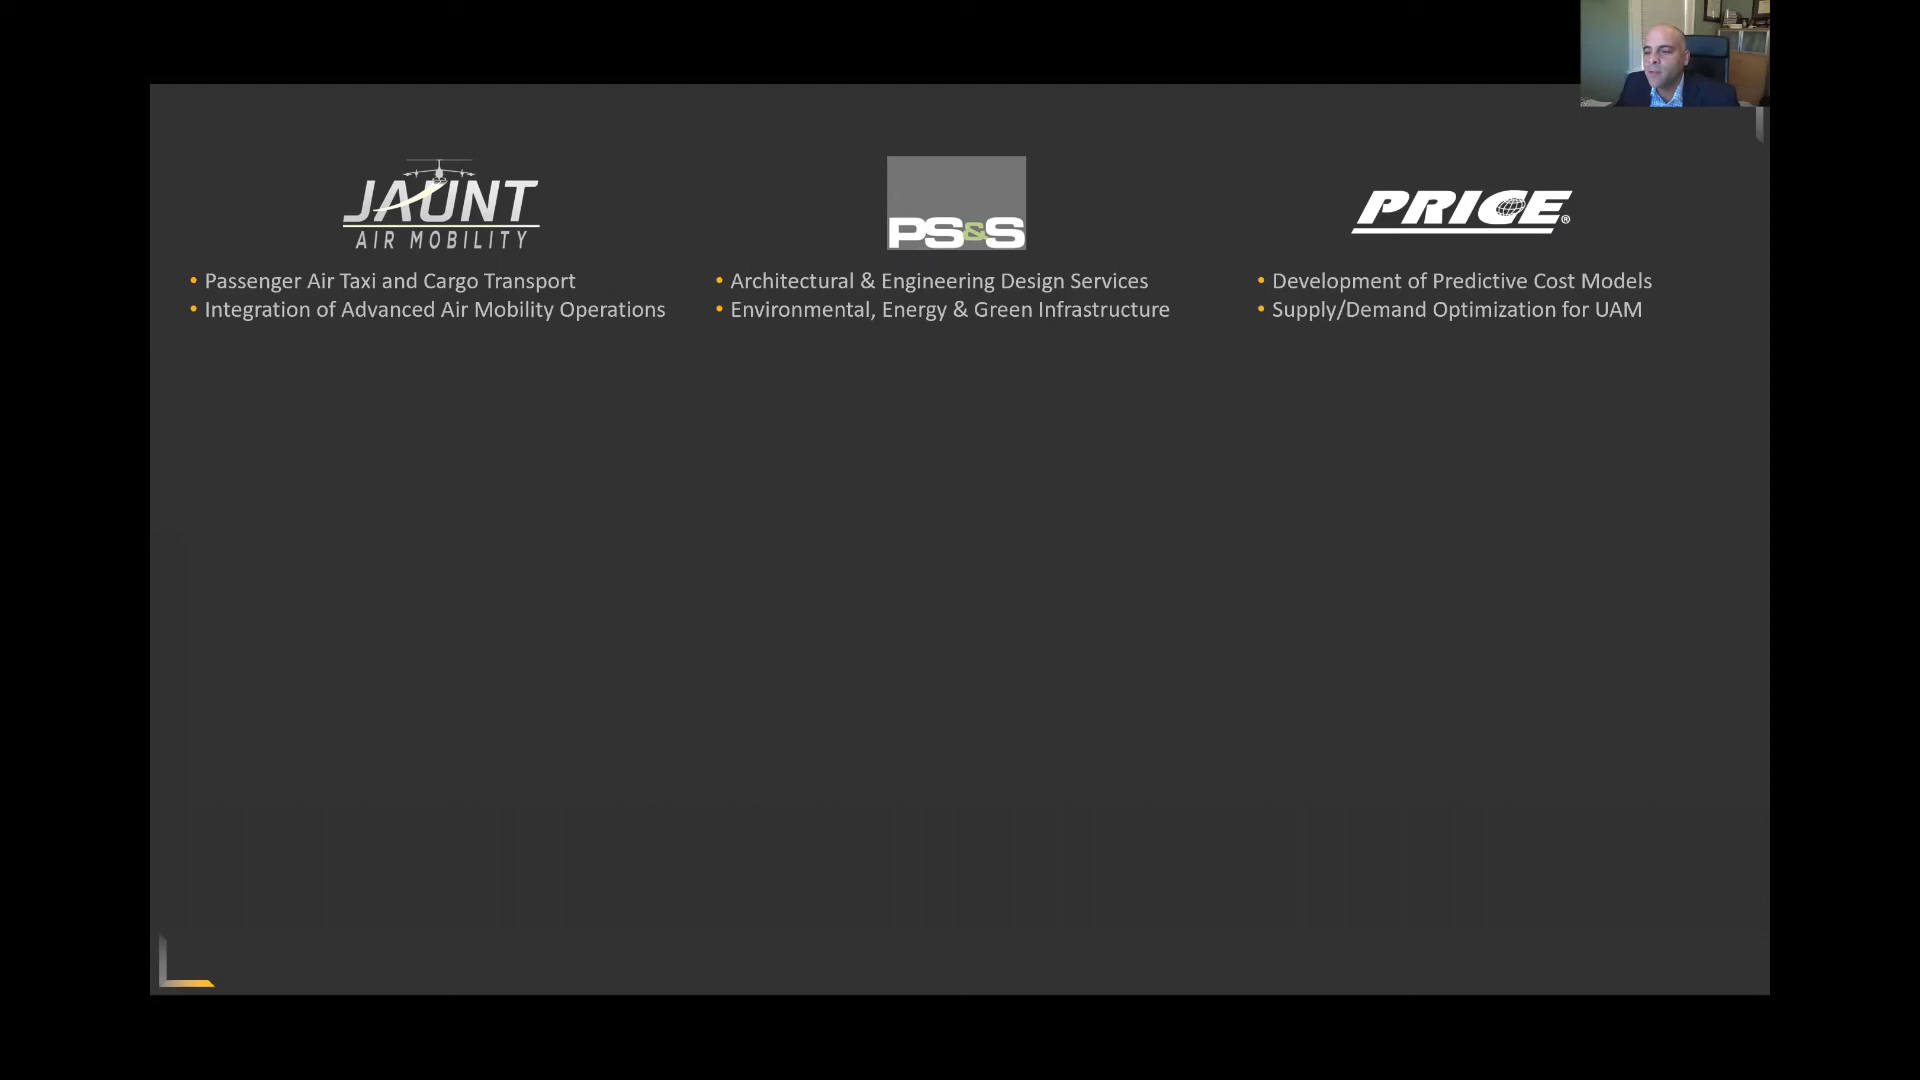 JAUNT
AIR MOBILITY
• Passenger Air Taxi and Cargo Transport
• Integration of Advanced Air Mobility Operations
PS&S
• Architectural & Engineering Design Services
• Environmental, Energy & Green Infrastructure
PRICE®
• Development of Predictive Cost Models
• Supply/Demand Optimization for UAM